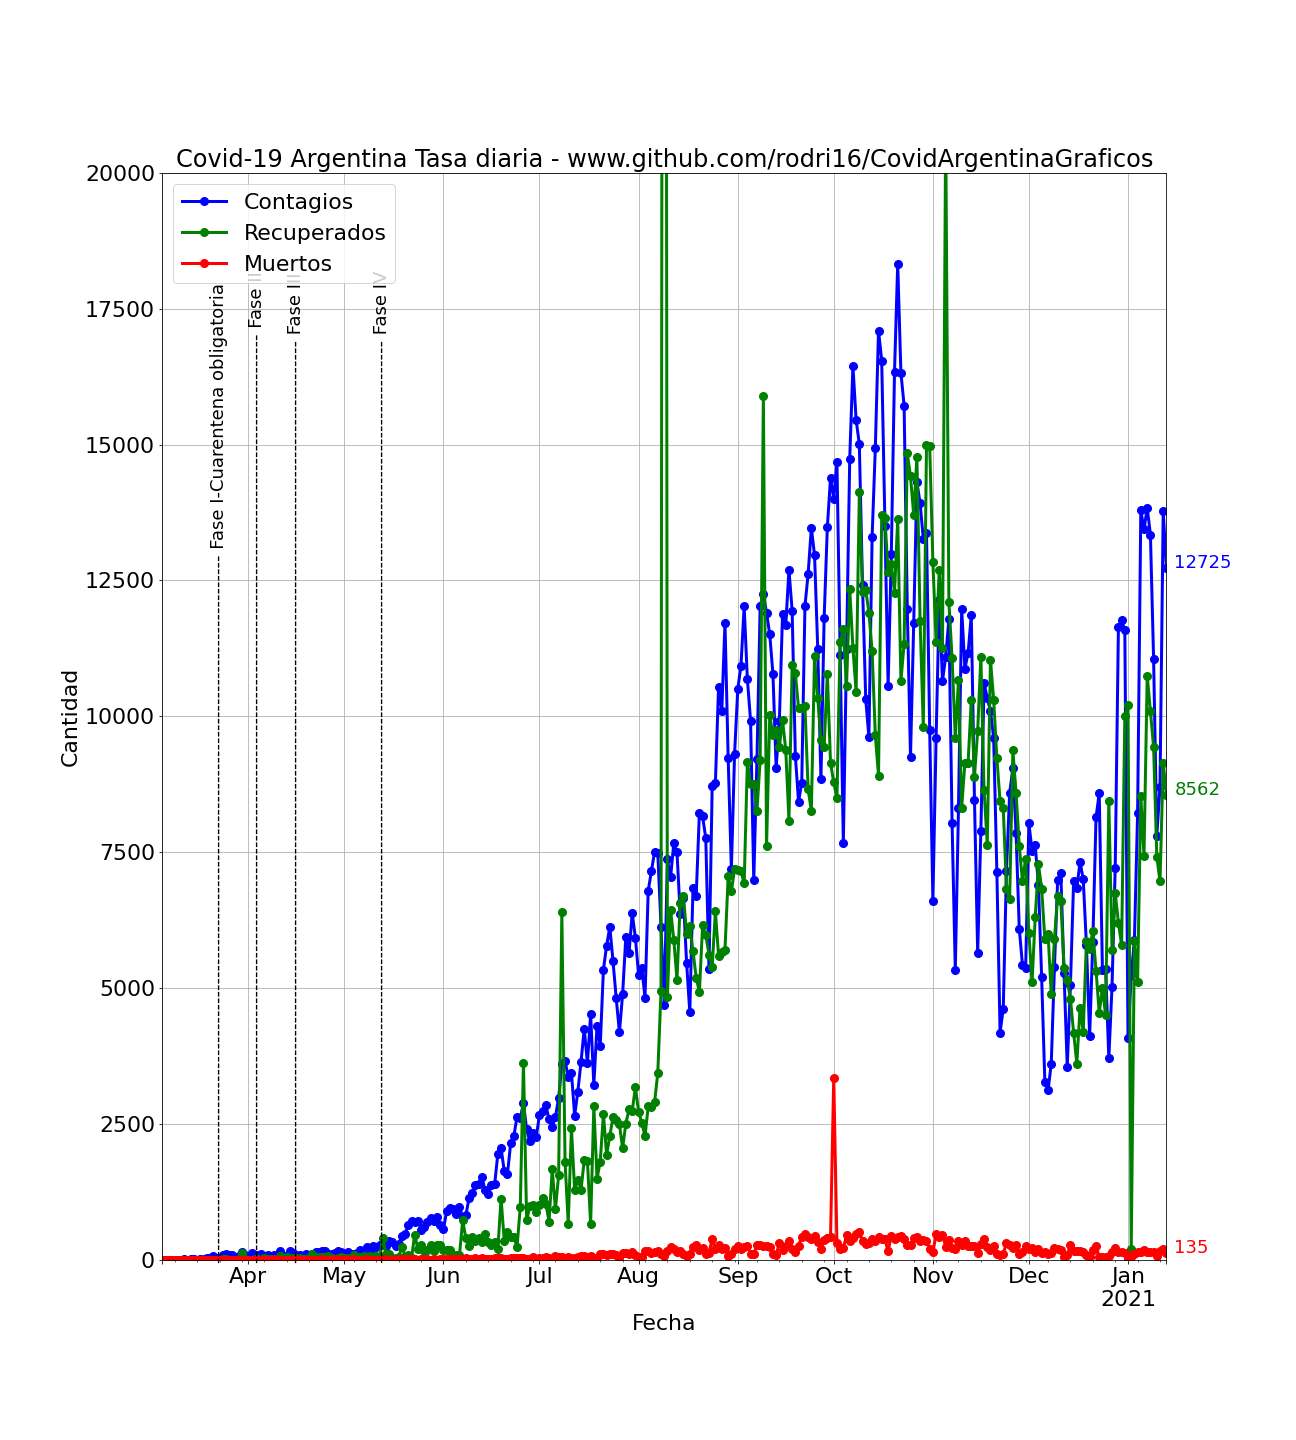 Covid-19 Argentina Tasa diaria - www.github.com/rodri16/CovidArgentinaGraficos
20000
17500
15000
12500
10000
7500
5000
2500
0
Cantidad
Contagios
Recuperados
Muertos
Fase I-Cuarentena obligatoria
Fase II
Fase III
Fase IV
12725
8562
135
Apr
May
Jun
Jul
Aug
Sep
Oct
Nov
Dec
Jan
2021
Fecha